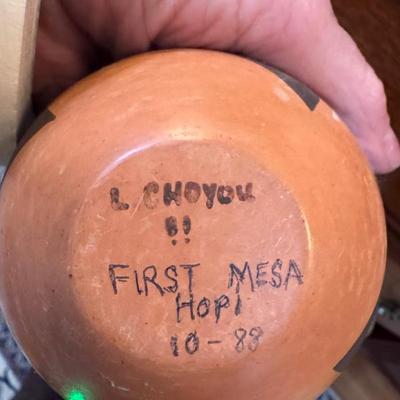 L CHOYOU
!!
FIRST MESA
HOPI
10-88